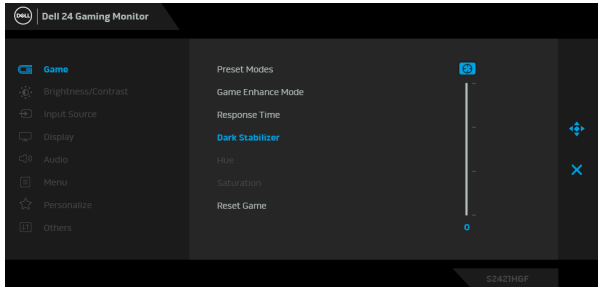 DELL
Dell 24 Gaming Monitor
Game
Brightness/Contrast
Input Source
Display
Audio
Menu
Personalize
Others
Preset Modes
Game Enhance Mode
Response Time
Dark Stabilizer
Hue
Saturation
Reset Game
0
S2421HGF